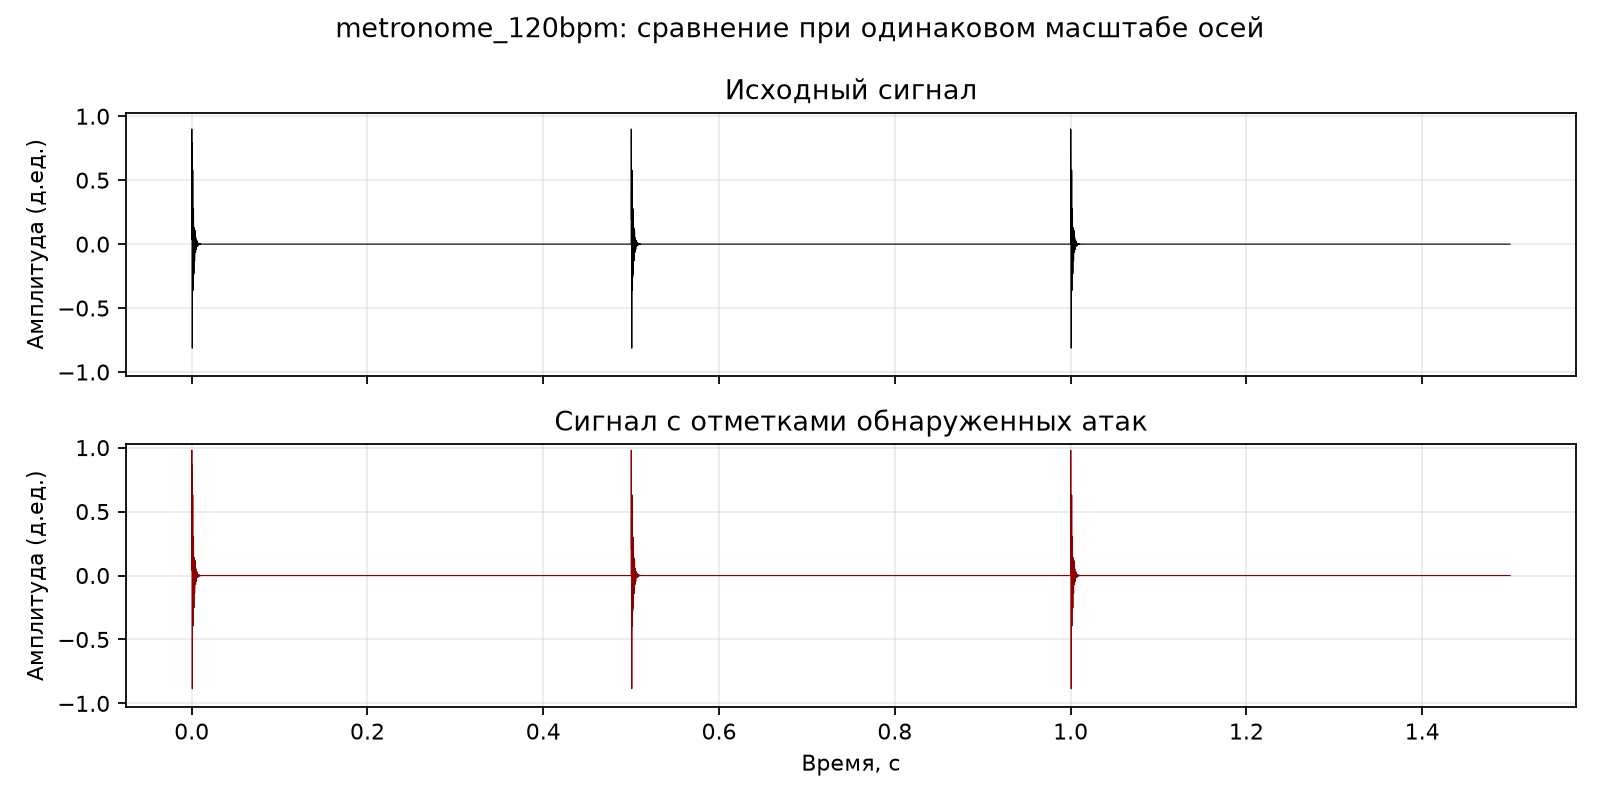 metronome_120bpm: сравнение при одинаковом масштабе осей
Исходный сигнал
Амплитуда (д.ед.)
1.0
0.5
0.0
−0.5
−1.0
Сигнал с отметками обнаруженных атак
Амплитуда (д.ед.)
1.0
0.5
0.0
−0.5
−1.0
0.0 0.2 0.4 0.6 0.8 1.0 1.2 1.4
Время, с